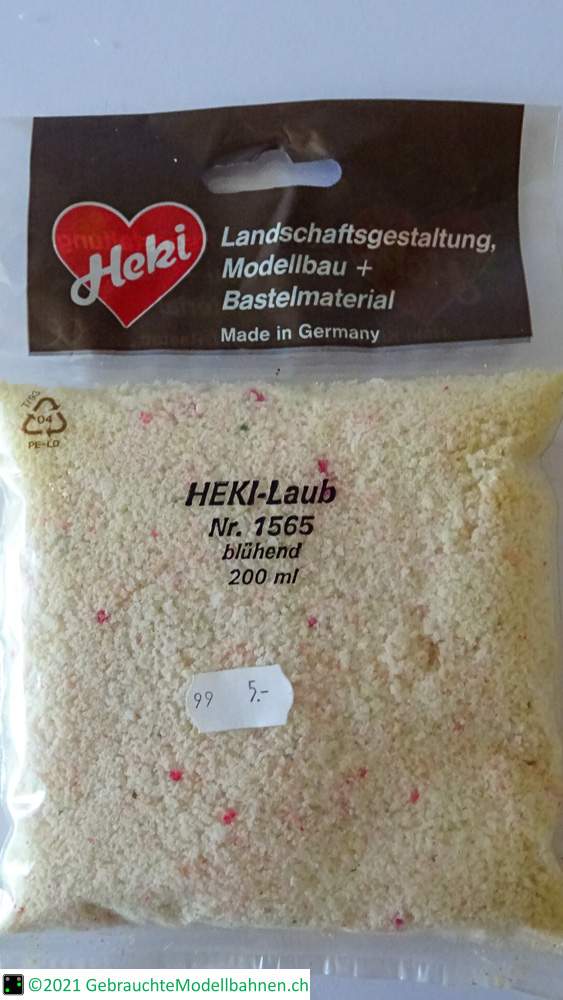 Heki
Landschaftsgestaltung,
Modellbau +
Bastelmaterial
Made in Germany
04
PE-LD
HEKI-Laub
Nr. 1565
blühend
200 ml
99 5.-
©2021 GebrauchteModellbahnen.ch